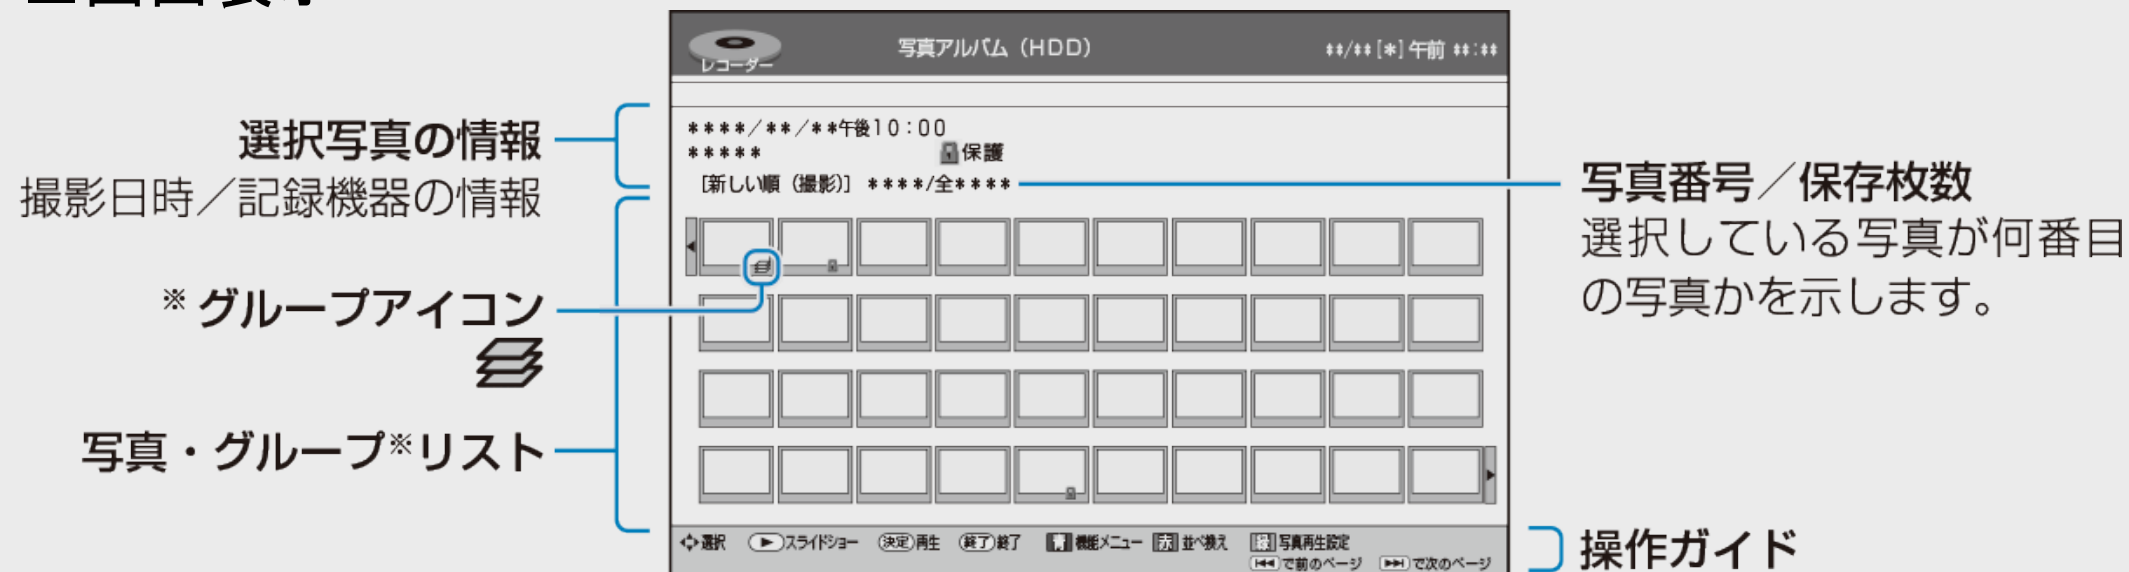 レコーダー
写真アルバム（HDD）
**/**[*]午前 **:**
選択写真の情報
撮影日時／記録機器の情報
****/**/**午後10：00
*****
保護
[新しい順（撮影）] ****/全****
写真番号／保存枚数
選択している写真が何番目
の写真かを示します。
※グループアイコン
写真・グループ※リスト
選択 スライドショー 決定 再生 終了 終了 青 機能メニュー 赤 並べ換え 緑 写真再生設定
で前のページ で次のページ
操作ガイド